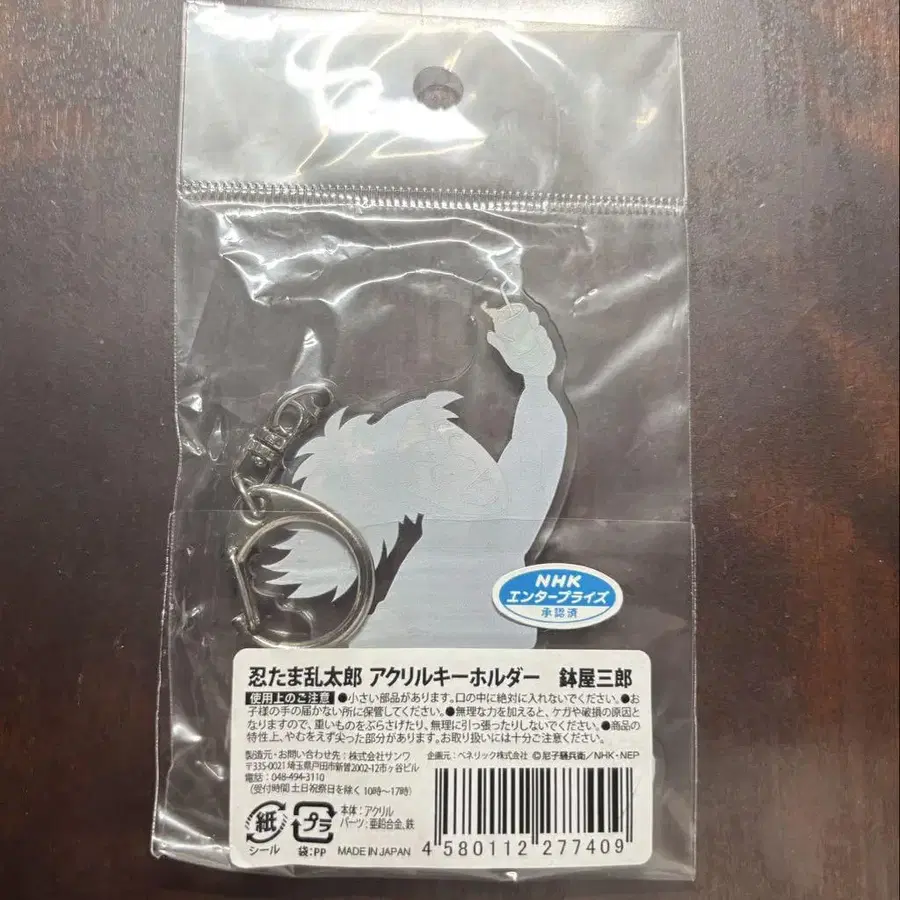 NHK
エンタープライズ
承認済
忍たま乱太郎 アクリルキーホルダー 鉢屋三郎
使用上のご注意 ●小さい部品があります。口の中に絶対に入れないでください。●お
子様の手の届かない所に保管してください。●無理な力を加えると、ケガや破損の原因と
なりますので、重いものをぶらさげたり、無理に引っ張ったりしないでください。●商品の
特性上、やむをえず尖った部分があります。お取り扱いには十分ご注意ください。
製造元・お問い合わせ先:株式会社サンワ 企画元:ベネリック株式会社 ©尼子騒兵衛/NHK・NEP
〒335-0021 埼玉県戸田市新曽2002-12市ヶ谷ビル
電話:048-494-3110
(受付時間 土日祝祭日を除く 10時〜17時)
紙 プラ 本体:アクリル
パーツ:亜鉛合金、鉄
シール 袋:PP MADE IN JAPAN
4 580112 277409